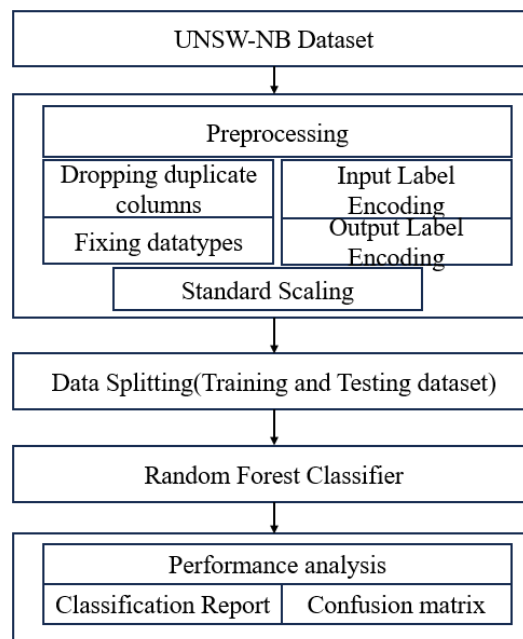 UNSW-NB Dataset
Preprocessing
Dropping duplicate
columns
Input Label
Encoding
Fixing datatypes
Output Label
Encoding
Standard Scaling
Data Splitting(Training and Testing dataset)
Random Forest Classifier
Performance analysis
Classification Report
Confusion matrix